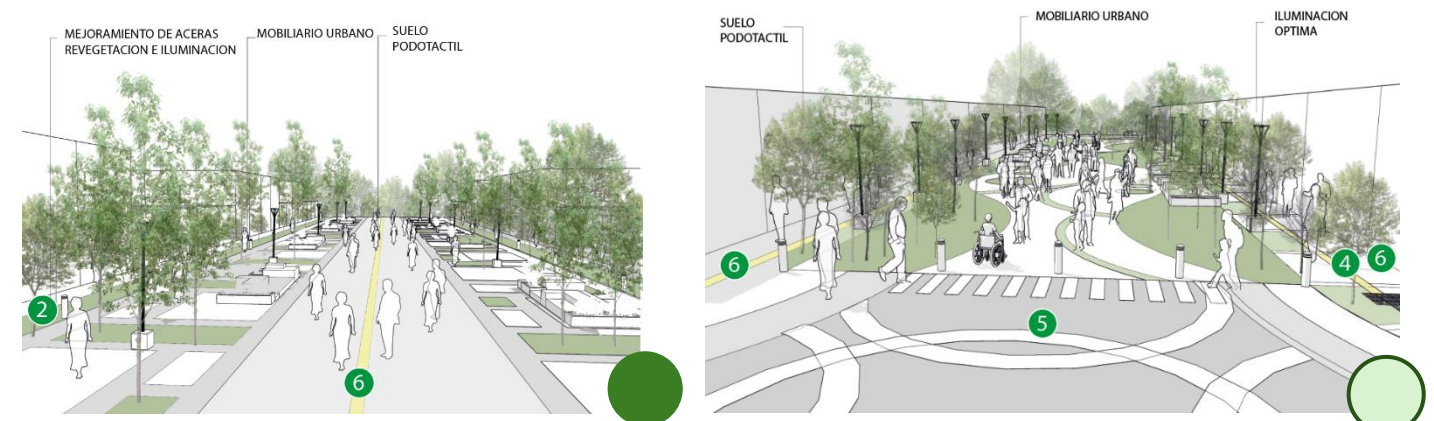 MEJORAMIENTO DE ACERAS
REVEGETACION E ILUMINACION
MOBILIARIO URBANO
SUELO
PODOTACTIL
2
6
SUELO
PODOTACTIL
MOBILIARIO URBANO
ILUMINACION
OPTIMA
6
4
6
5